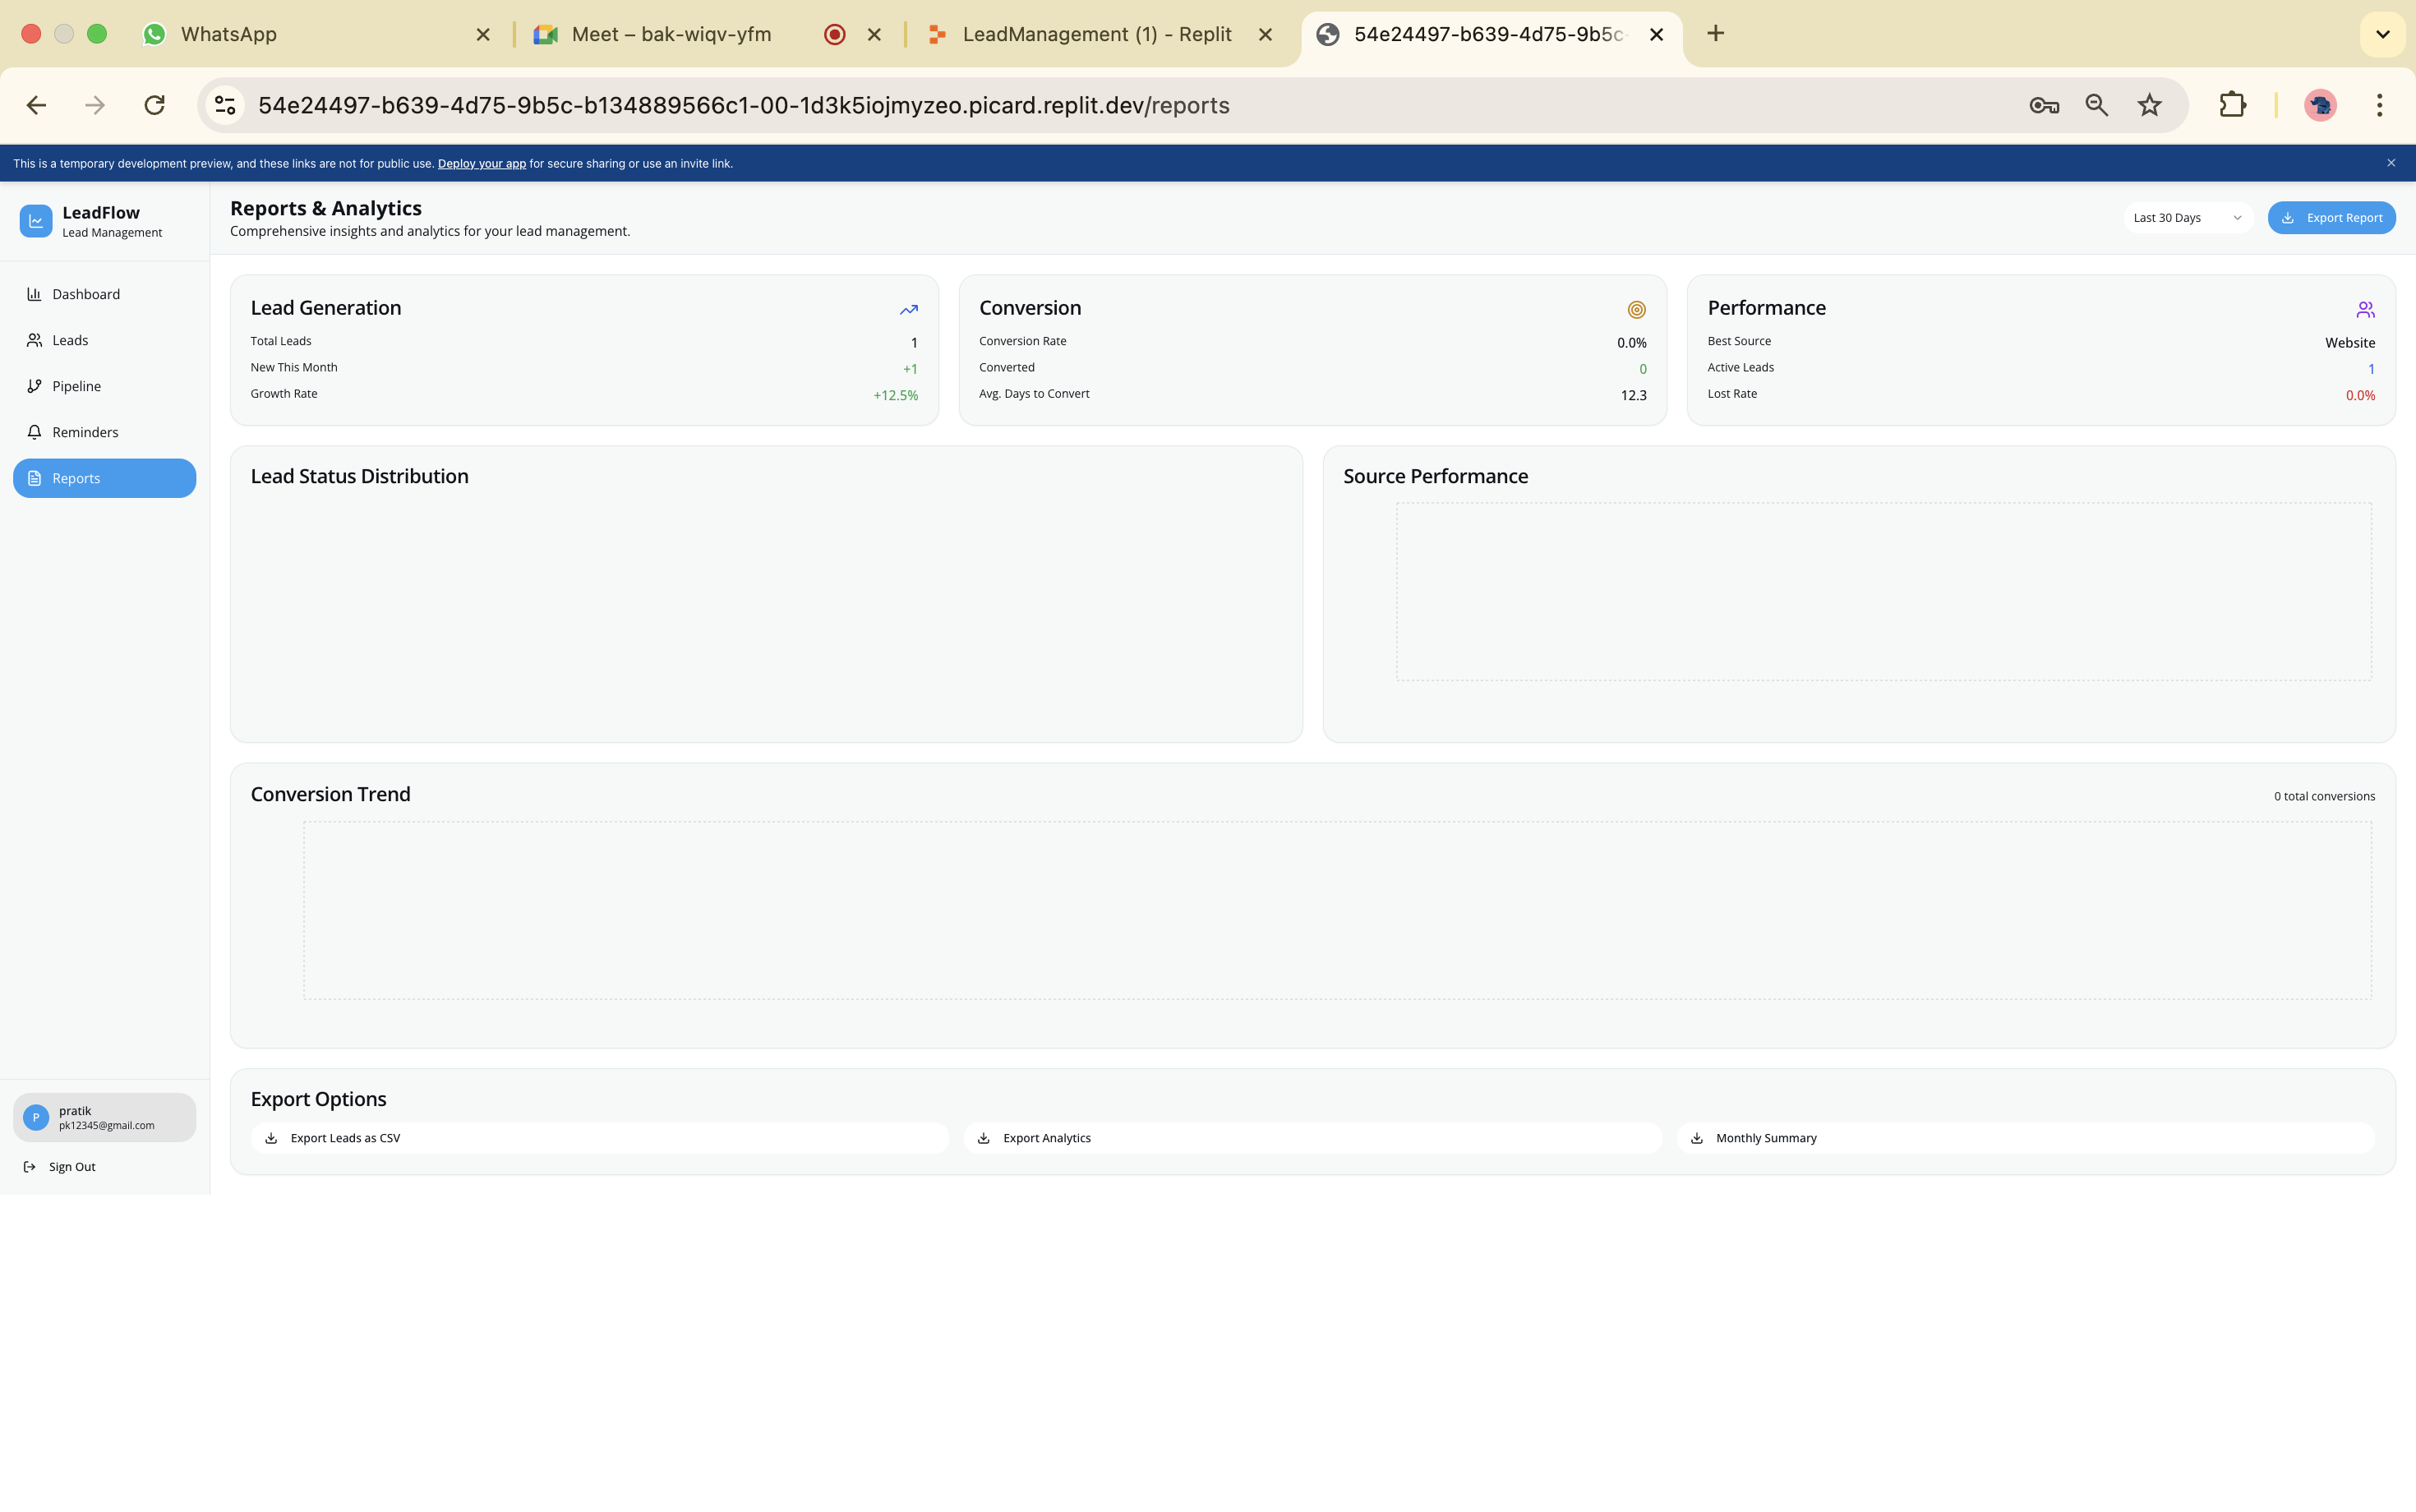 WhatsApp
Meet – bak-wiqv-yfm
LeadManagement (1) - Replit
54e24497-b639-4d75-9b5c-
54e24497-b639-4d75-9b5c-b134889566c1-00-1d3k5iojmyzeo.picard.replit.dev/reports
This is a temporary development preview, and these links are not for public use. Deploy your app for secure sharing or use an invite link.
LeadFlow
Lead Management
Dashboard
Leads
Pipeline
Reminders
Reports
pratik
P
pk12345@gmail.com
Sign Out
Reports & Analytics
Comprehensive insights and analytics for your lead management.
Last 30 Days
Export Report
Lead Generation
Total Leads 1
New This Month +1
Growth Rate +12.5%
Conversion
Conversion Rate 0.0%
Converted 0
Avg. Days to Convert 12.3
Performance
Best Source Website
Active Leads 1
Lost Rate 0.0%
Lead Status Distribution
Source Performance
Conversion Trend
0 total conversions
Export Options
Export Leads as CSV
Export Analytics
Monthly Summary